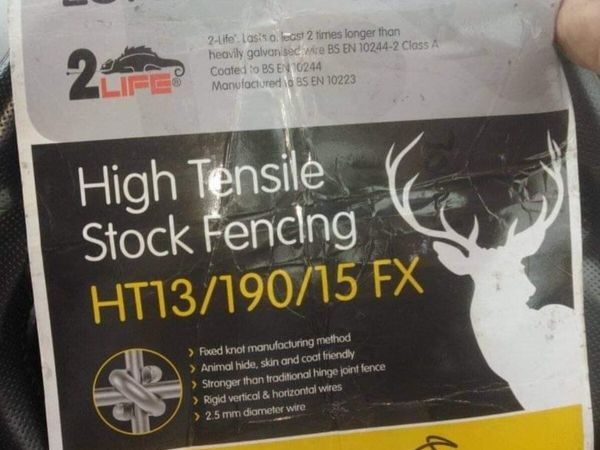 2-Life®. Lasts at least 2 times longer than
heavily galvanised wire BS EN 10244-2 Class A
Coated to BS EN 10244
Manufactured to BS EN 10223
2 LIFE®
High Tensile
Stock Fencing
HT13/190/15 FX
› Fixed knot manufacturing method
› Animal hide, skin and coat friendly
› Stronger than traditional hinge joint fence
› Rigid vertical & horizontal wires
› 2.5 mm diameter wire